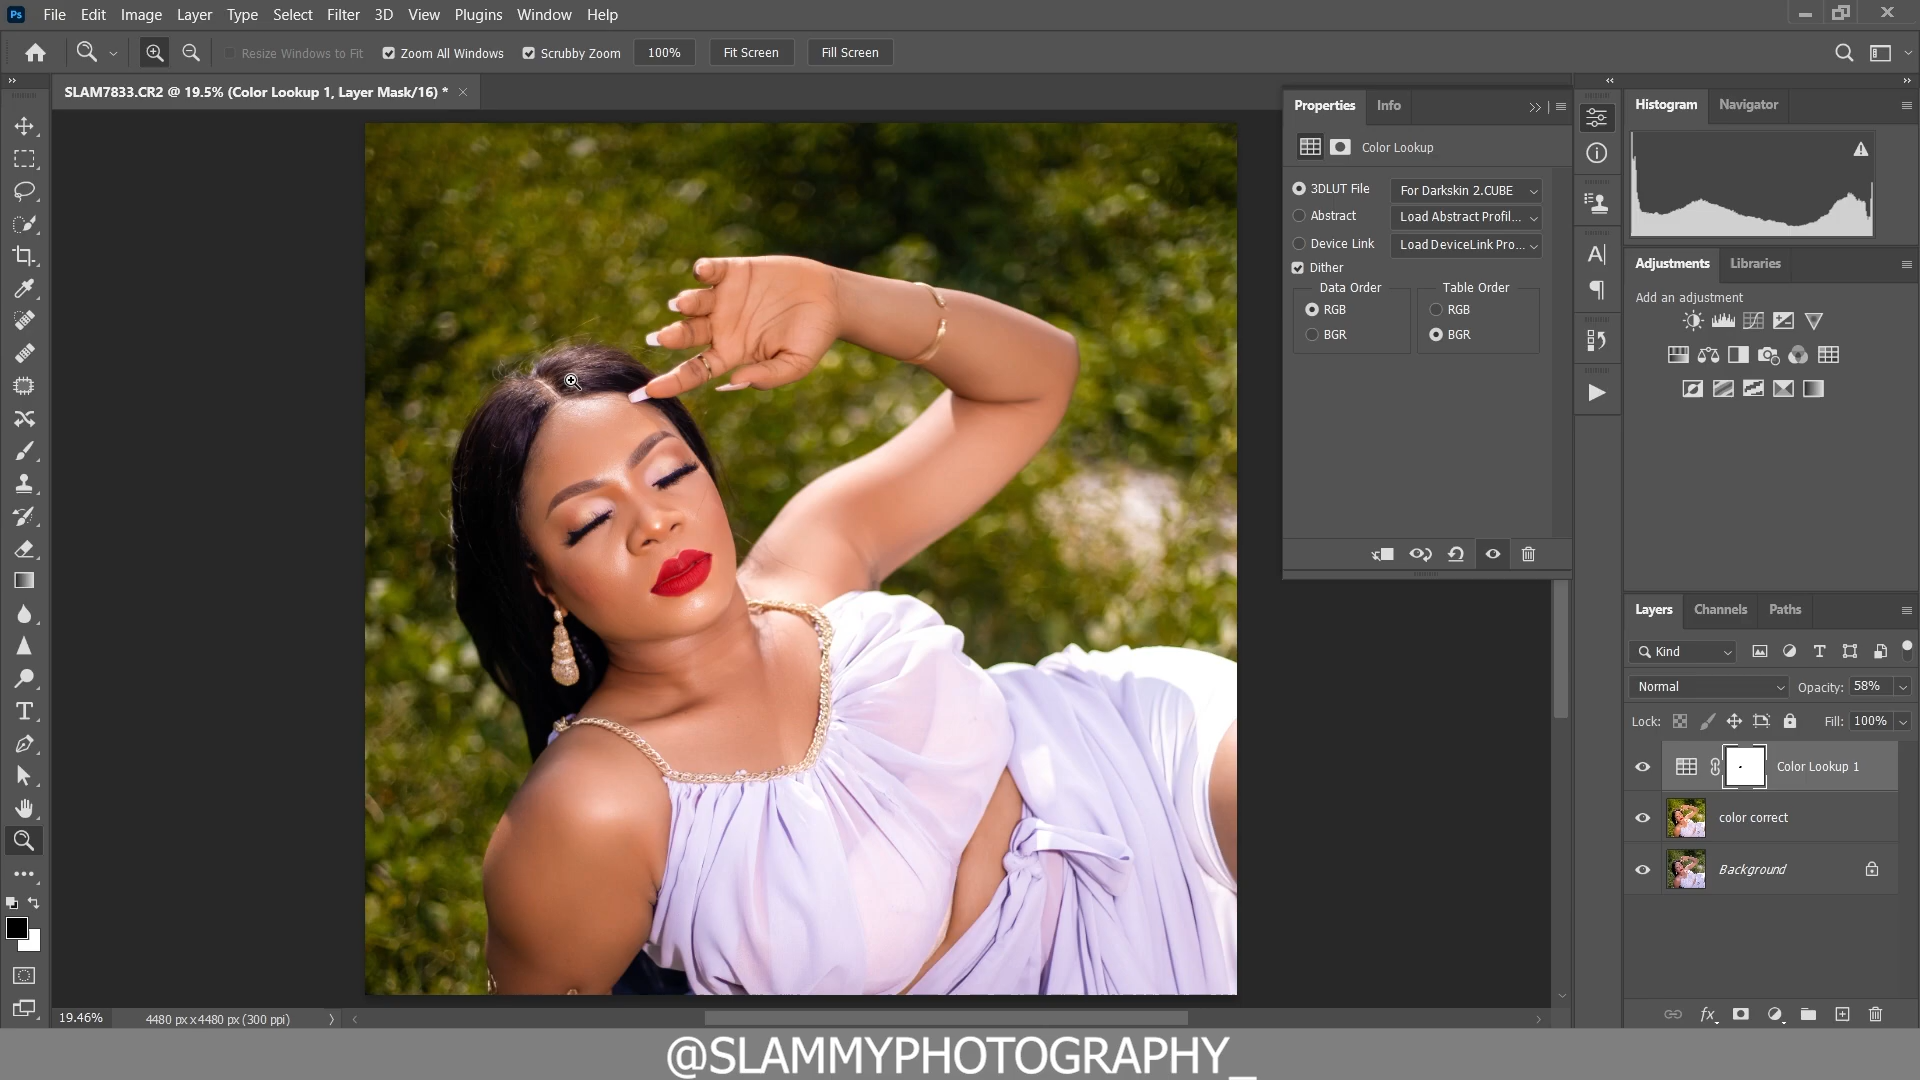 Ps File Edit Image Layer Type Select Filter 3D View Plugins Window Help
Resize Windows to Fit Zoom All Windows Scrubby Zoom 100% Fit Screen Fill Screen
SLAM7833.CR2 @ 19.5% (Color Lookup 1, Layer Mask/16) * ×
Properties Info
Color Lookup
3DLUT File For Darkskin 2.CUBE
Abstract Load Abstract Profil...
Device Link Load DeviceLink Pro...
Dither
Data Order Table Order
RGB RGB
BGR BGR
Histogram Navigator
Adjustments Libraries
Add an adjustment
Layers Channels Paths
Kind
Normal Opacity: 58%
Lock: Fill: 100%
Color Lookup 1
color correct
Background
19.46% 4480 px x 4480 px (300 ppi)
@SLAMMYPHOTOGRAPHY_